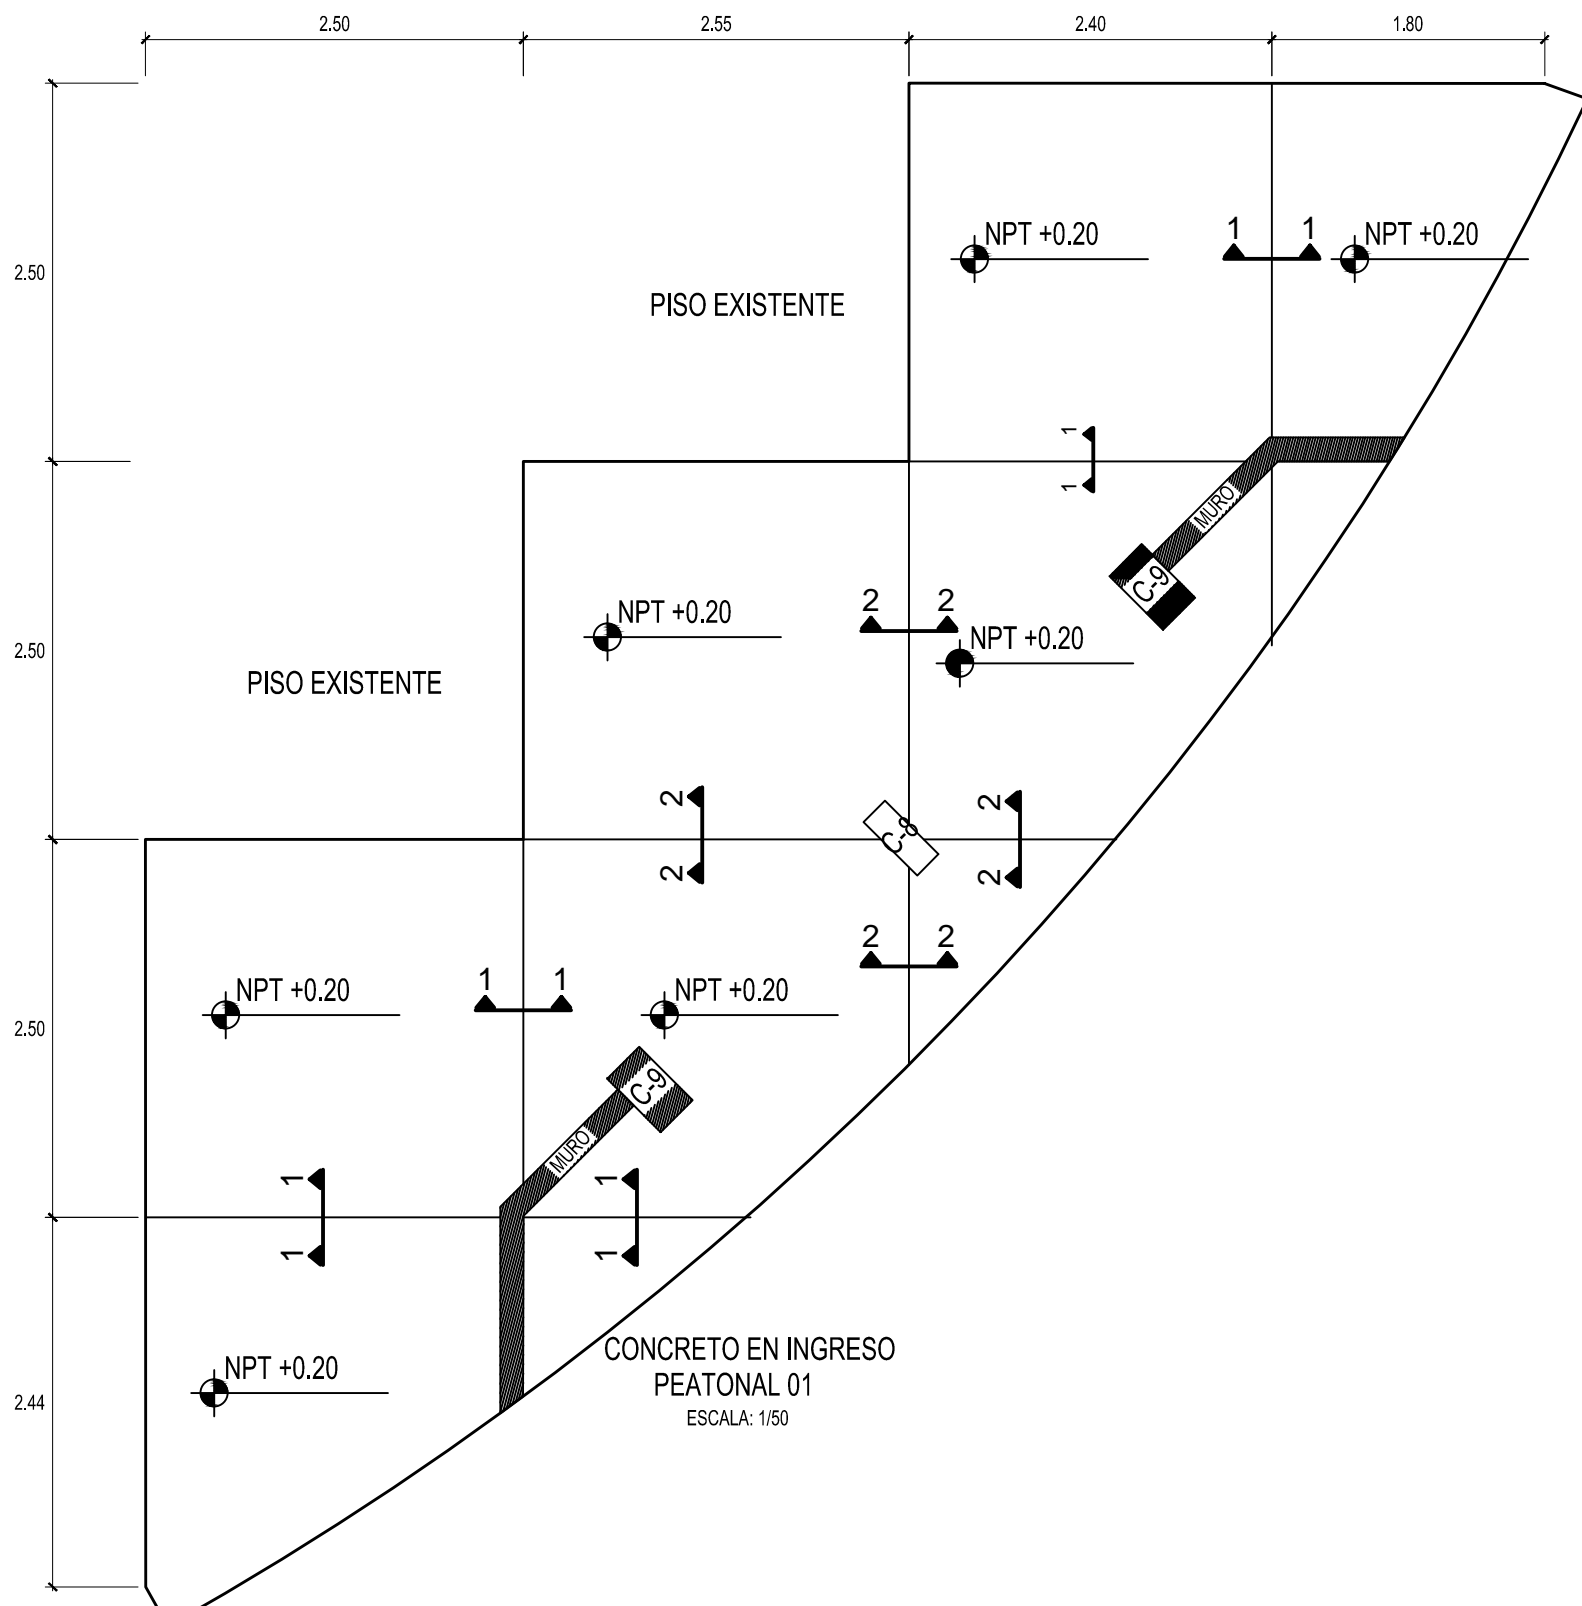 2.50
2.55
2.40
1.80
NPT +0.20
1
1
NPT +0.20
2.50
PISO EXISTENTE
1
1
MURO
C-9
NPT +0.20
2
2
NPT +0.20
2.50
PISO EXISTENTE
2
2
2
2
C-8
2
2
NPT +0.20
1
1
NPT +0.20
2.50
C-9
MURO
1
1
1
1
CONCRETO EN INGRESO
PEATONAL 01
ESCALA: 1/50
NPT +0.20
2.44